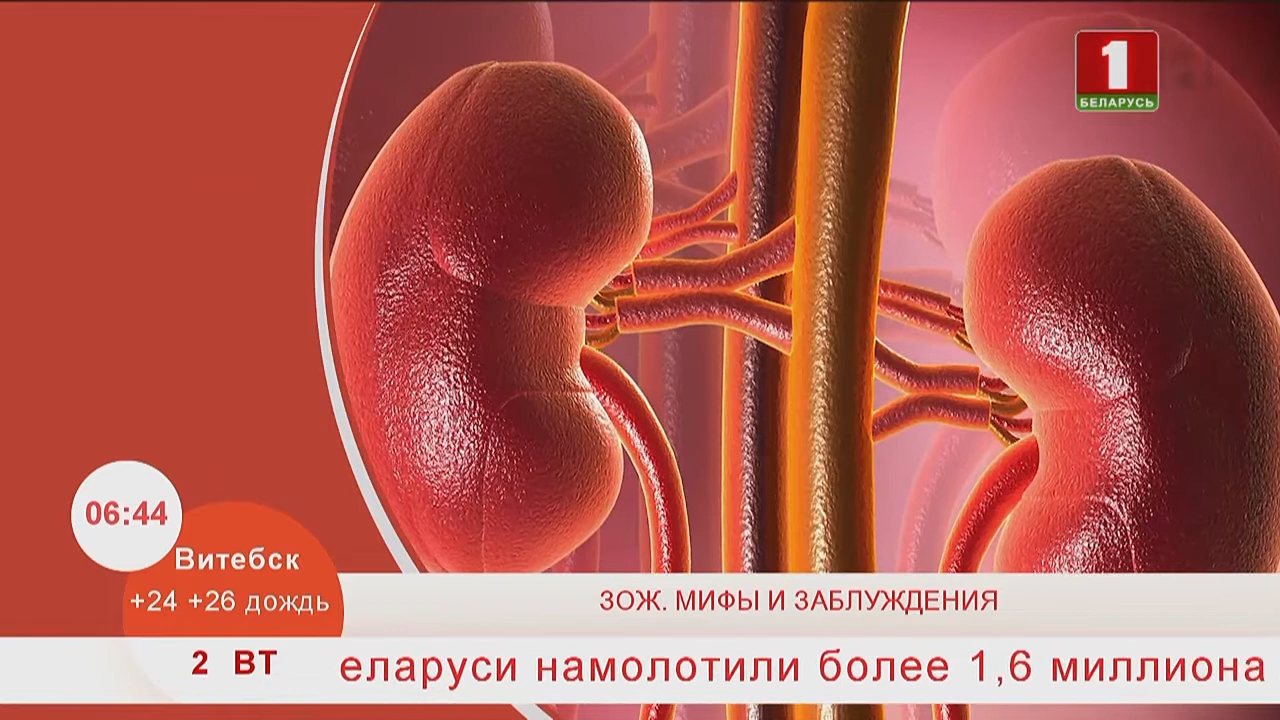 1
БЕЛАРУСЬ
06:44
Витебск
+24 +26 дождь
ЗОЖ. МИФЫ И ЗАБЛУЖДЕНИЯ
2 ВТ
еларуси намолотили более 1,6 миллиона